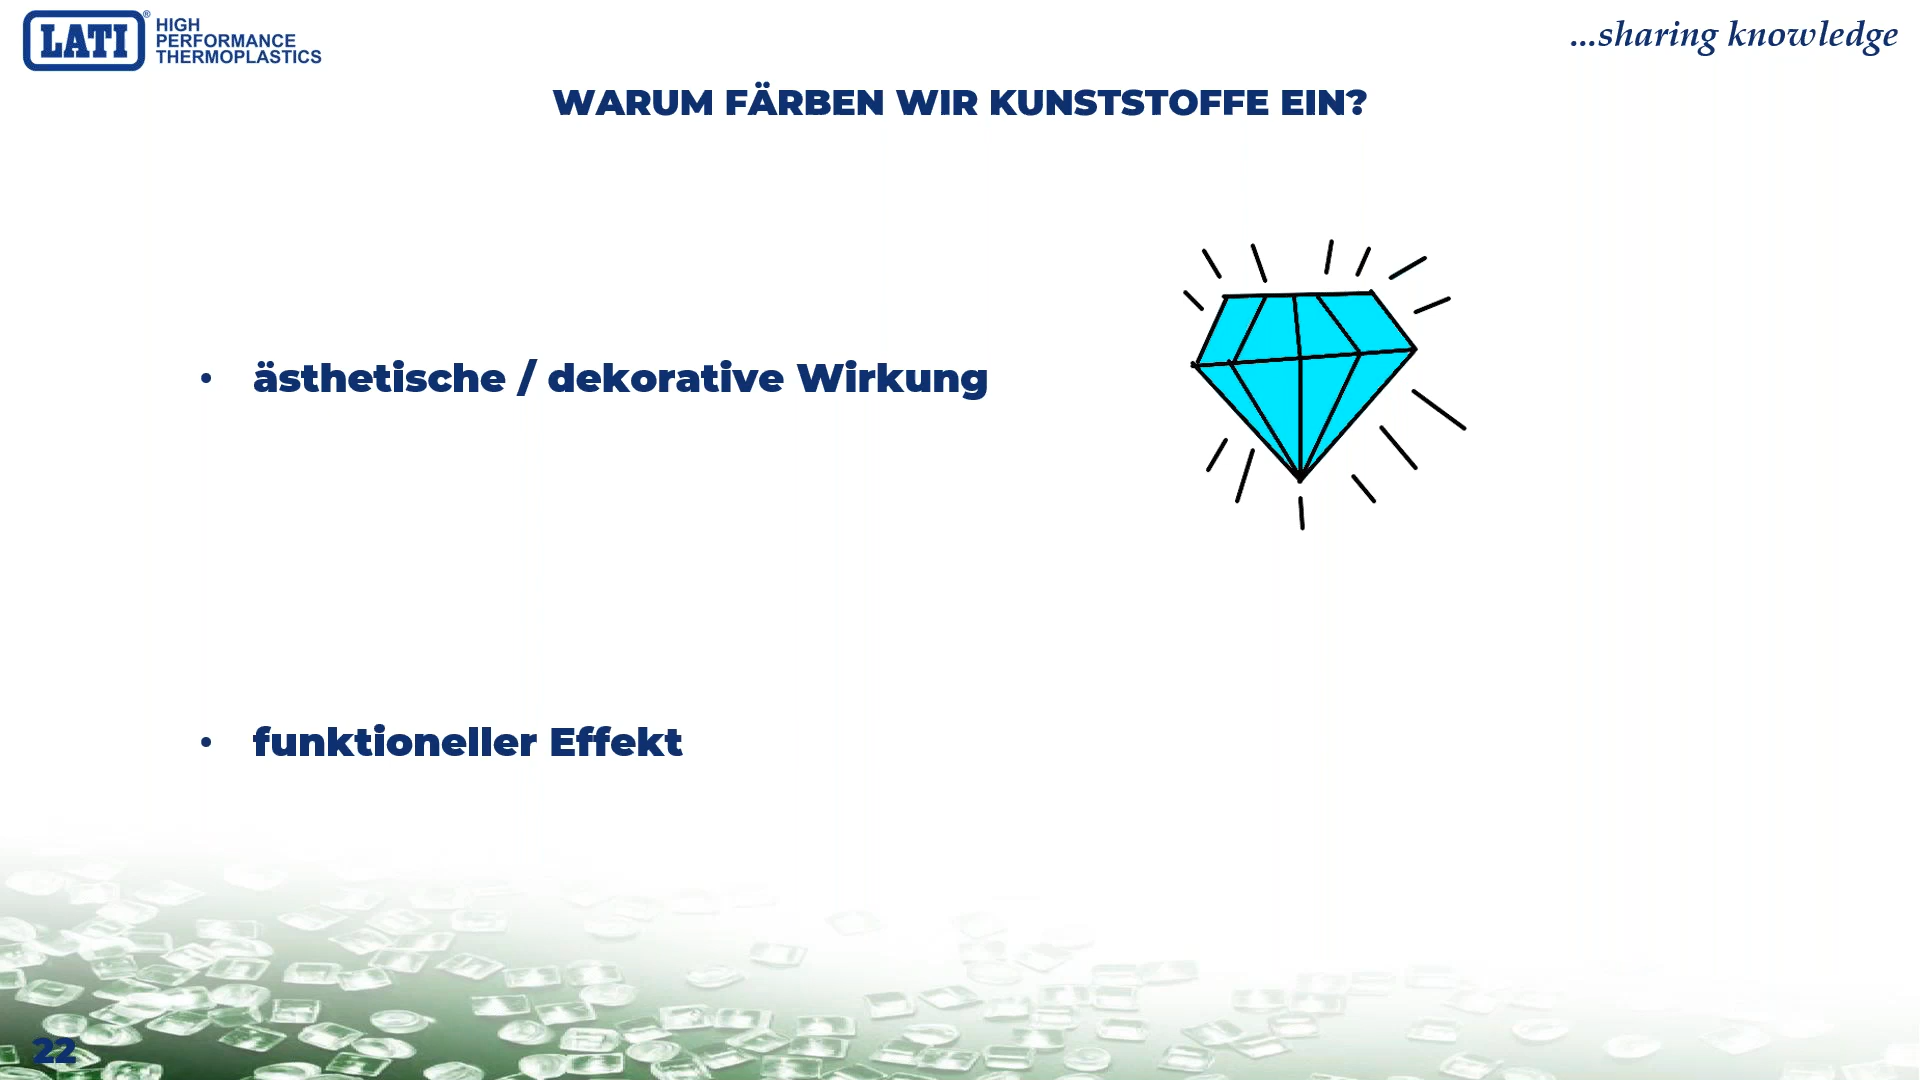 LATI®
HIGH
PERFORMANCE
THERMOPLASTICS
...sharing knowledge
WARUM FÄRBEN WIR KUNSTSTOFFE EIN?
• ästhetische / dekorative Wirkung
• funktioneller Effekt
22